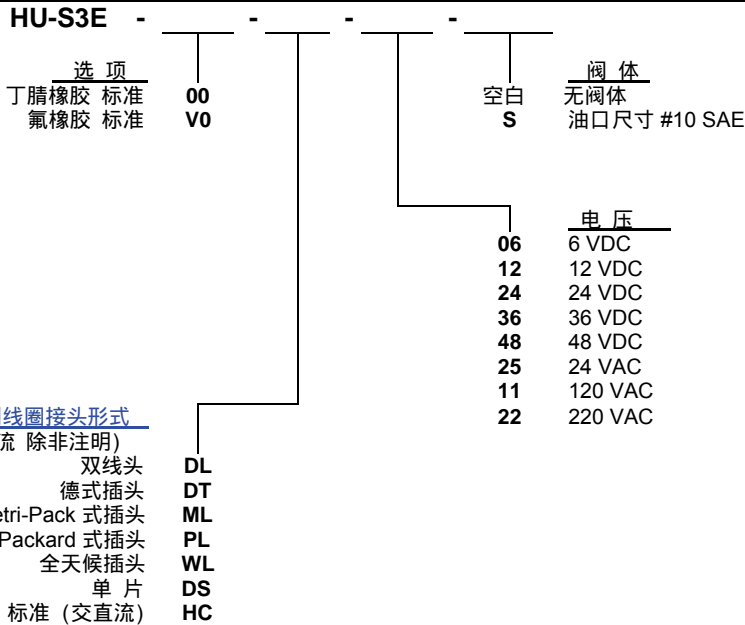 HU-S3E - - - -
选 项
丁腈橡胶 标准 00
氟橡胶 标准 V0
阀 体
空白 无阀体
S 油口尺寸 #10 SAE
电 压
06 6 VDC
12 12 VDC
24 24 VDC
36 36 VDC
48 48 VDC
25 24 VAC
11 120 VAC
22 220 VAC
线圈接头形式
流 除非注明)
双线头 DL
德式插头 DT
etri-Pack 式插头 ML
Packard 式插头 PL
全天候插头 WL
单 片 DS
标准 (交直流) HC